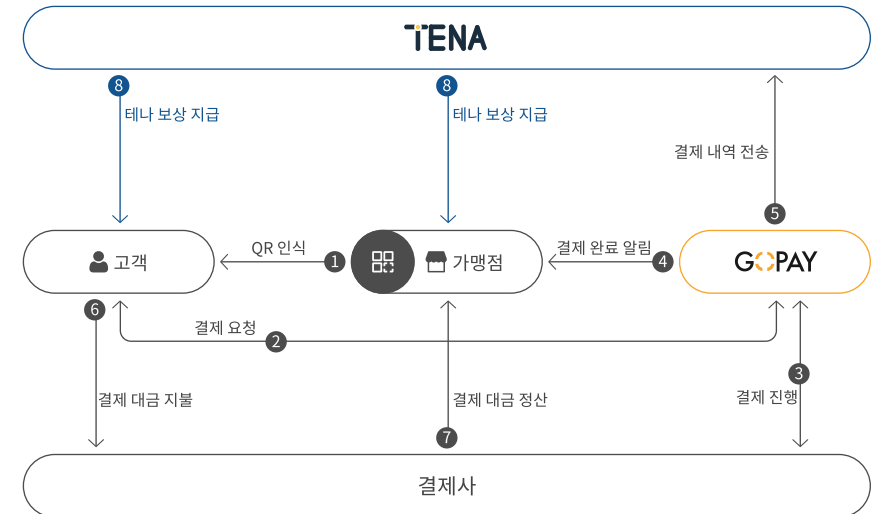 TENA
8
8
테나 보상 지급
테나 보상 지급
결제 내역 전송
5
고객
QR 인식
1
가맹점
결제 완료 알림
4
GOPAY
6
결제 요청
2
3
결제 대금 지불
결제 대금 정산
결제 진행
7
결제사